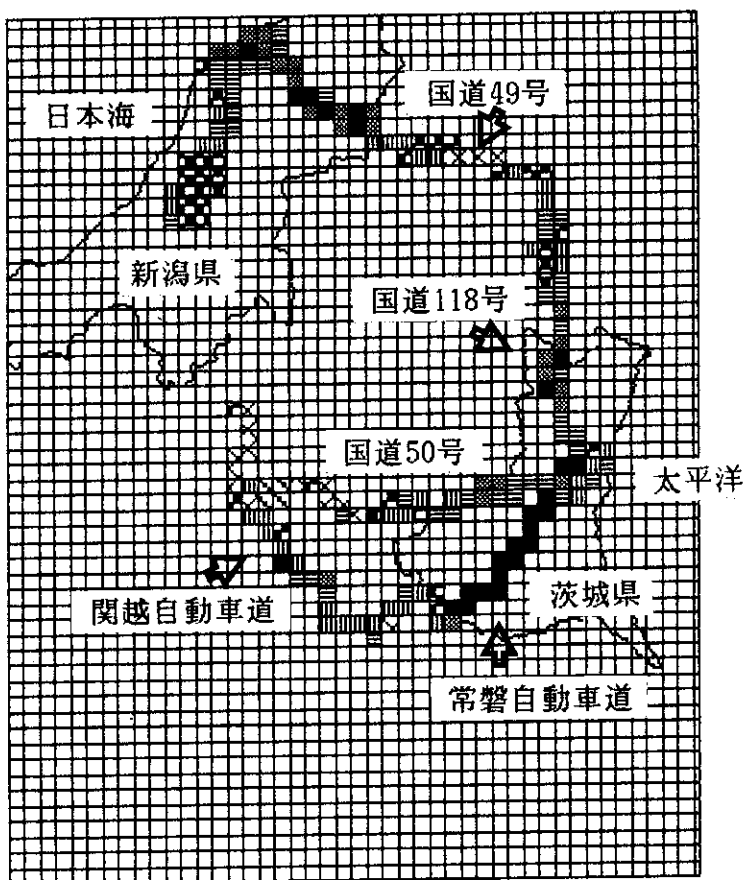 国道49号
日本海
新潟県
国道118号
国道50号
太平洋
関越自動車道
茨城県
常磐自動車道